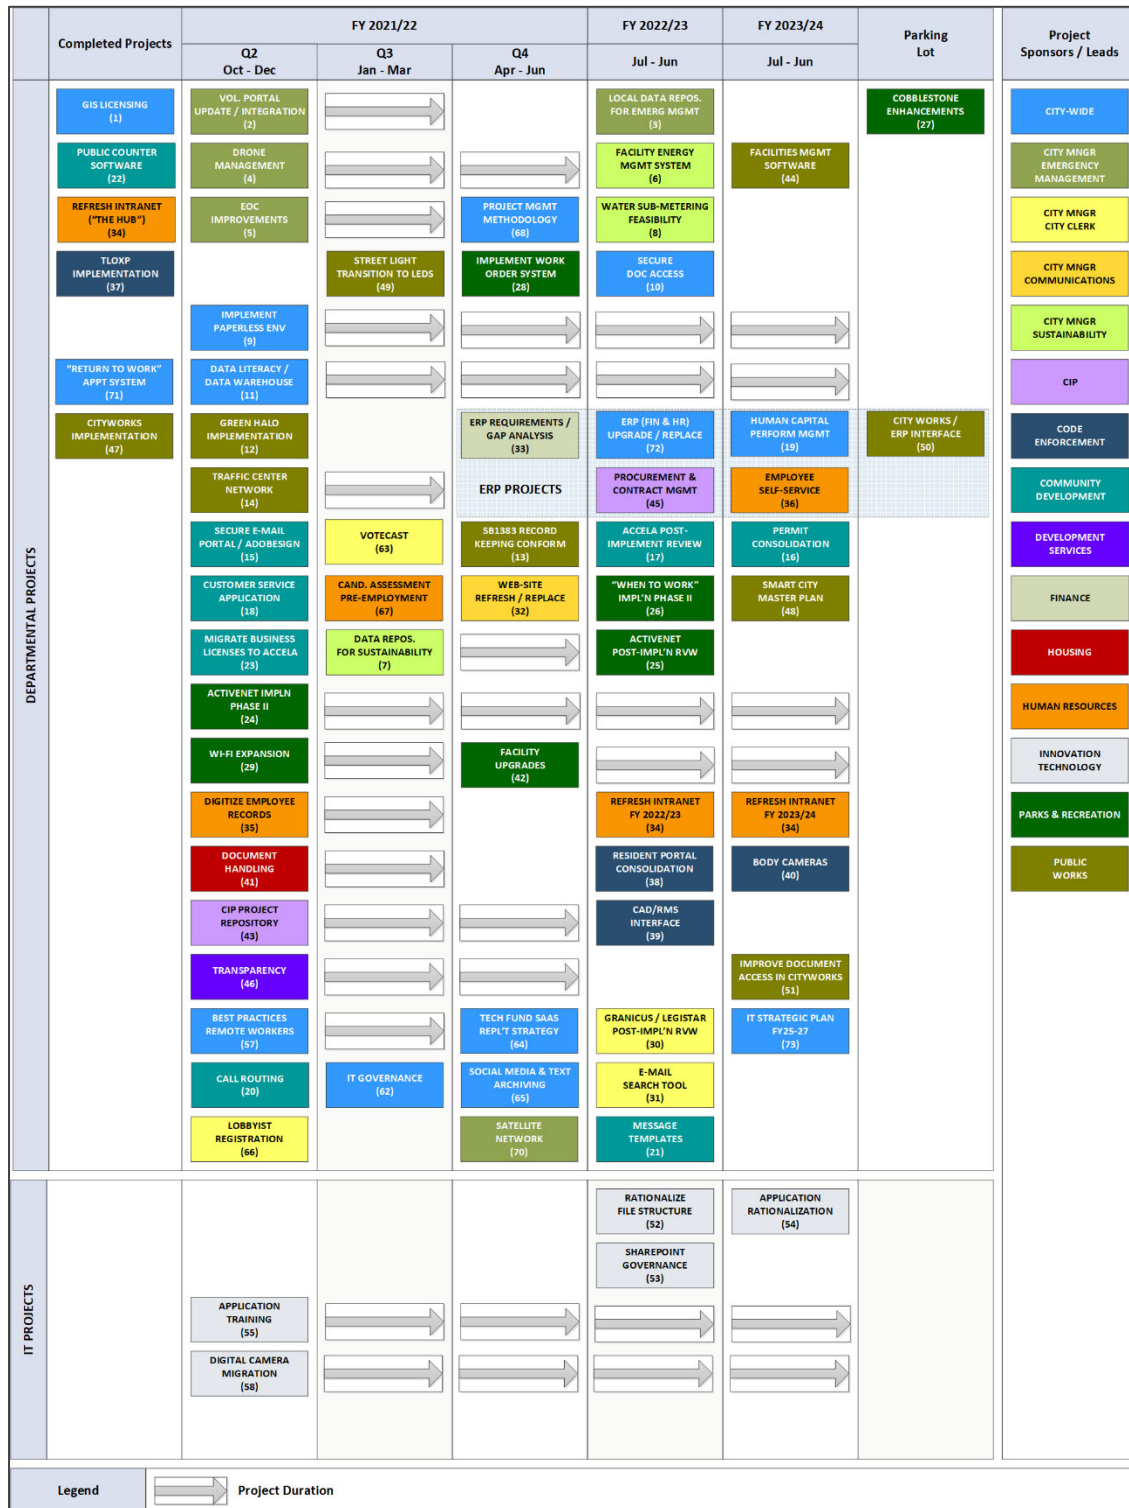 Completed Projects
FY 2021/22
FY 2022/23
FY 2023/24
Parking
Lot
Project
Sponsors / Leads
Q2
Oct - Dec
Q3
Jan - Mar
Q4
Apr - Jun
Jul - Jun
Jul - Jun
DEPARTMENTAL PROJECTS
GIS LICENSING
(1)
VOL. PORTAL
UPDATE / INTEGRATION
(2)
LOCAL DATA REPOS.
FOR EMERG MGMT
(3)
COBBLESTONE
ENHANCEMENTS
(27)
CITY-WIDE
PUBLIC COUNTER
SOFTWARE
(22)
DRONE
MANAGEMENT
(4)
FACILITY ENERGY
MGMT SYSTEM
(6)
FACILITIES MGMT
SOFTWARE
(44)
CITY MNGR
EMERGENCY
MANAGEMENT
REFRESH INTRANET
("THE HUB")
(34)
EOC
IMPROVEMENTS
(5)
PROJECT MGMT
METHODOLOGY
(68)
WATER SUB-METERING
FEASIBILITY
(8)
CITY MNGR
CITY CLERK
TLOXP
IMPLEMENTATION
(37)
STREET LIGHT
TRANSITION TO LEDS
(49)
IMPLEMENT WORK
ORDER SYSTEM
(28)
SECURE
DOC ACCESS
(10)
CITY MNGR
COMMUNICATIONS
IMPLEMENT
PAPERLESS ENV
(9)
CITY MNGR
SUSTAINABILITY
"RETURN TO WORK"
APPT SYSTEM
(71)
DATA LITERACY /
DATA WAREHOUSE
(11)
CIP
CITYWORKS
IMPLEMENTATION
(47)
GREEN HALO
IMPLEMENTATION
(12)
ERP REQUIREMENTS /
GAP ANALYSIS
(33)
ERP (FIN & HR)
UPGRADE / REPLACE
(72)
HUMAN CAPITAL
PERFORM MGMT
(19)
CITY WORKS /
ERP INTERFACE
(50)
CODE
ENFORCEMENT
TRAFFIC CENTER
NETWORK
(14)
ERP PROJECTS
PROCUREMENT &
CONTRACT MGMT
(45)
EMPLOYEE
SELF-SERVICE
(36)
COMMUNITY
DEVELOPMENT
SECURE E-MAIL
PORTAL / ADOBESIGN
(15)
VOTECAST
(63)
SB1383 RECORD
KEEPING CONFORM
(13)
ACCELA POST-
IMPLEMENT REVIEW
(17)
PERMIT
CONSOLIDATION
(16)
DEVELOPMENT
SERVICES
CUSTOMER SERVICE
APPLICATION
(18)
CAND. ASSESSMENT
PRE-EMPLOYMENT
(67)
WEB-SITE
REFRESH / REPLACE
(32)
"WHEN TO WORK"
IMPL'N PHASE II
(26)
SMART CITY
MASTER PLAN
(48)
FINANCE
MIGRATE BUSINESS
LICENSES TO ACCELA
(23)
DATA REPOS.
FOR SUSTAINABILITY
(7)
ACTIVENET
POST-IMPL'N RVW
(25)
HOUSING
ACTIVENET IMPLN
PHASE II
(24)
HUMAN RESOURCES
WI-FI EXPANSION
(29)
FACILITY
UPGRADES
(42)
INNOVATION
TECHNOLOGY
DIGITIZE EMPLOYEE
RECORDS
(35)
REFRESH INTRANET
FY 2022/23
(34)
REFRESH INTRANET
FY 2023/24
(34)
PARKS & RECREATION
DOCUMENT
HANDLING
(41)
RESIDENT PORTAL
CONSOLIDATION
(38)
BODY CAMERAS
(40)
PUBLIC
WORKS
CIP PROJECT
REPOSITORY
(43)
CAD/RMS
INTERFACE
(39)
TRANSPARENCY
(46)
IMPROVE DOCUMENT
ACCESS IN CITYWORKS
(51)
BEST PRACTICES
REMOTE WORKERS
(57)
TECH FUND SAAS
REPL'T STRATEGY
(64)
GRANICUS / LEGISTAR
POST-IMPL'N RVW
(30)
IT STRATEGIC PLAN
FY25-27
(73)
CALL ROUTING
(20)
IT GOVERNANCE
(62)
SOCIAL MEDIA & TEXT
ARCHIVING
(65)
E-MAIL
SEARCH TOOL
(31)
LOBBYIST
REGISTRATION
(66)
SATELLITE
NETWORK
(70)
MESSAGE
TEMPLATES
(21)
IT PROJECTS
RATIONALIZE
FILE STRUCTURE
(52)
APPLICATION
RATIONALIZATION
(54)
SHAREPOINT
GOVERNANCE
(53)
APPLICATION
TRAINING
(55)
DIGITAL CAMERA
MIGRATION
(58)
Legend
Project Duration